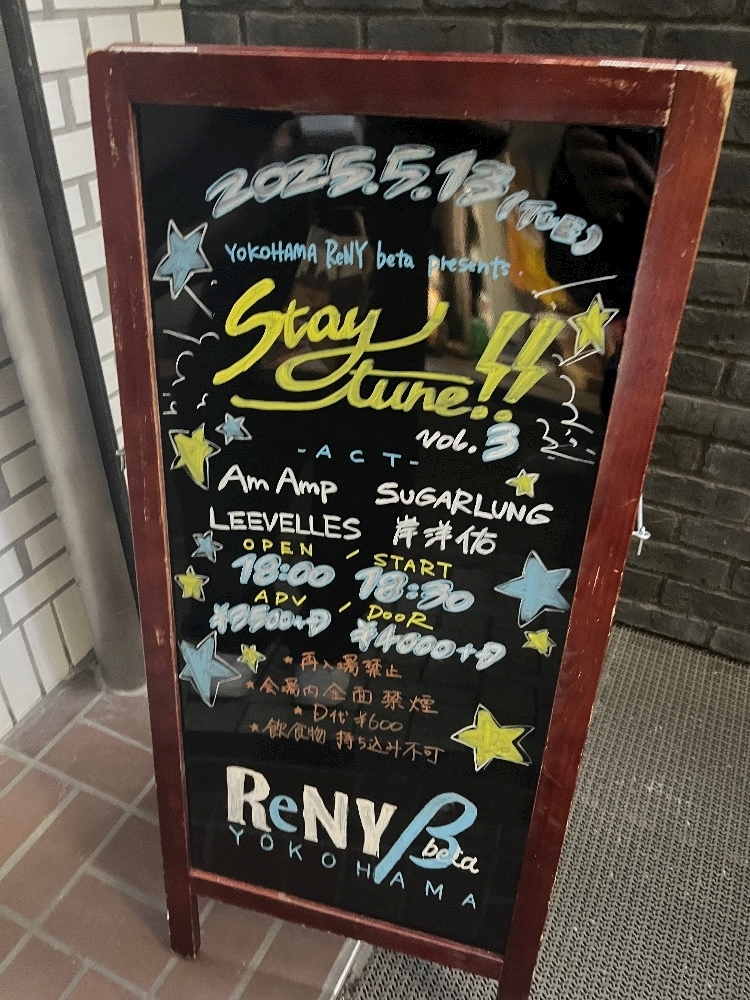 2025.5.13 (TUE)
YOKOHAMA ReNY beta presents.
Stay
tune!!
vol. 3
-ACT-
Am Amp SUGARLUNG
LEEVELLES 岸洋佑
OPEN / START
18:00 18:30
ADV / DOOR
¥3500+D ¥4000+D
★再入場禁止
★会場内全面禁煙
★D代¥600
★飲食物持ち込み不可
ReNY β
beta
YOKOHAMA